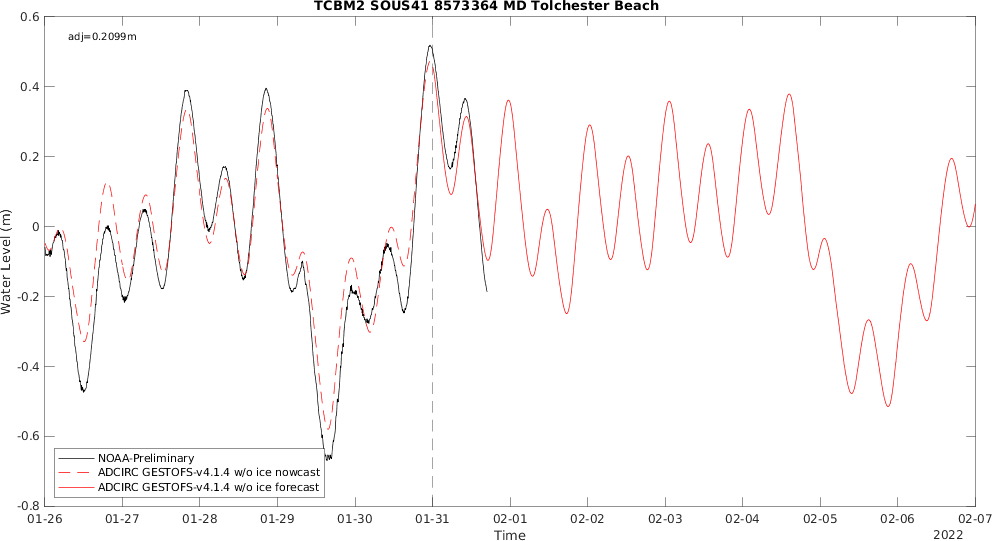 TCBM2 SOUS41 8573364 MD Tolchester Beach
adj=0.2099m
0.6
0.4
0.2
0
-0.2
-0.4
-0.6
-0.8
Water Level (m)
NOAA-Preliminary
ADCIRC GESTOFS-v4.1.4 w/o ice nowcast
ADCIRC GESTOFS-v4.1.4 w/o ice forecast
01-26 01-27 01-28 01-29 01-30 01-31 02-01 02-02 02-03 02-04 02-05 02-06 02-07
Time
2022